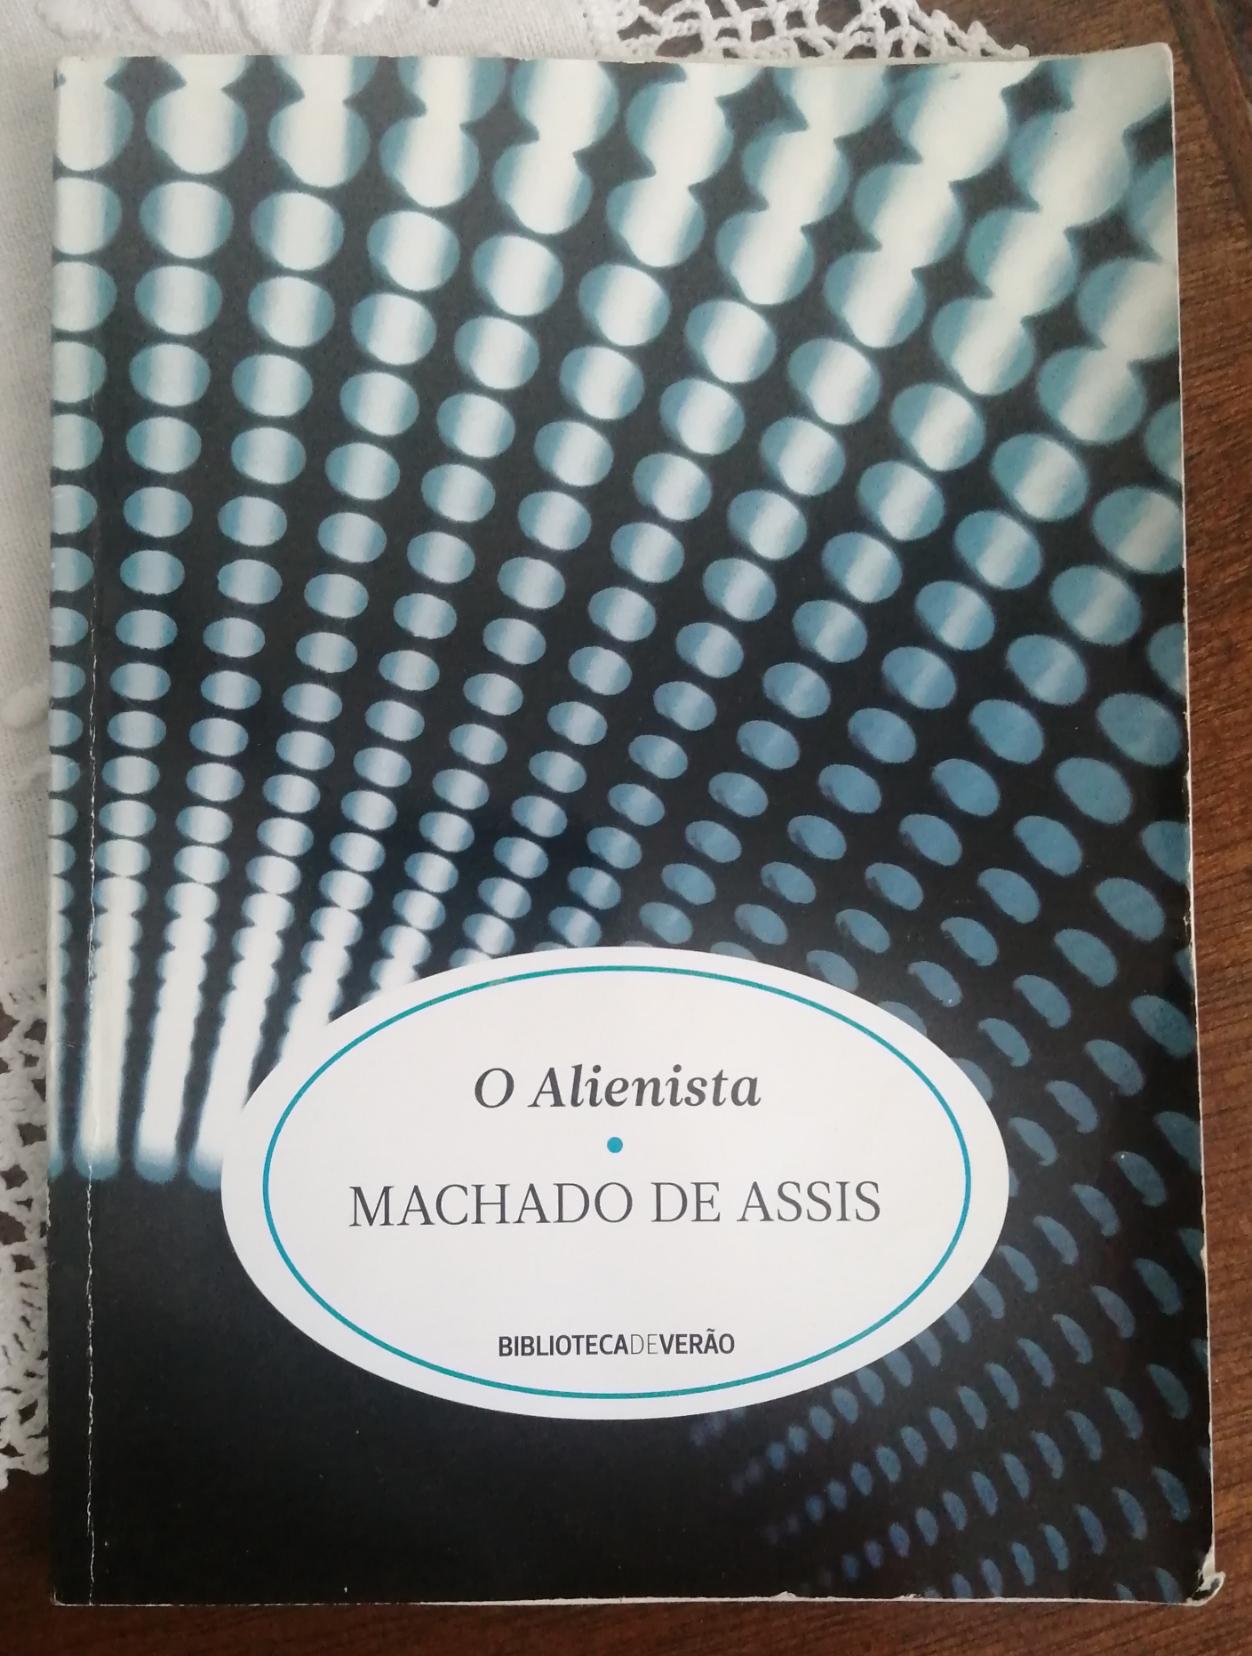 O Alienista
MACHADO DE ASSIS
BIBLIOTECADEVERÃO